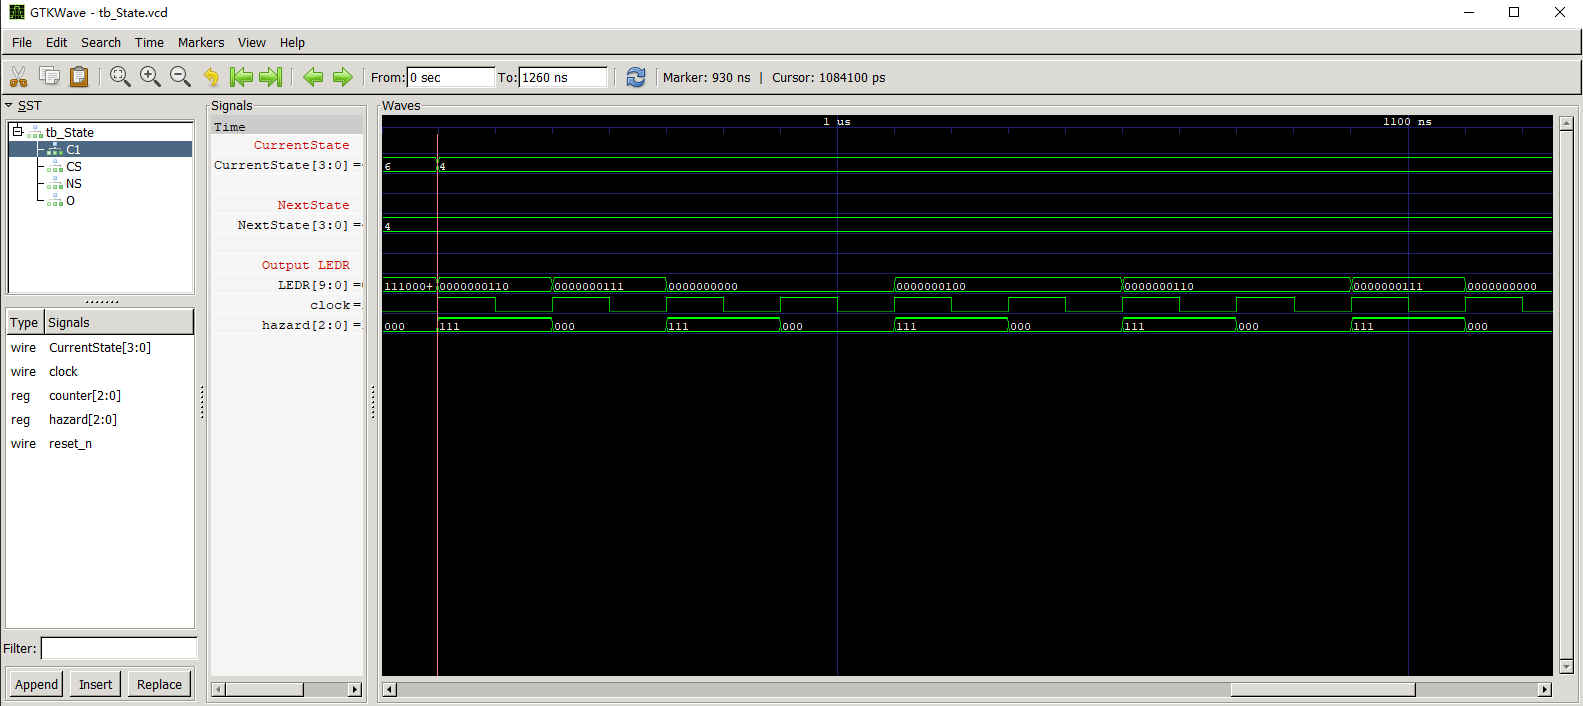 GTKWave - tb_State.vcd
File Edit Search Time Markers View Help
From: 0 sec To: 1260 ns Marker: 930 ns | Cursor: 1084100 ps
SST
tb_State
C1
CS
NS
O
Type Signals
wire CurrentState[3:0]
wire clock
reg counter[2:0]
reg hazard[2:0]
wire reset_n
Filter:
Append Insert Replace
Signals
Time
CurrentState
CurrentState[3:0] =
NextState
NextState[3:0] =
Output LEDR
LEDR[9:0] =
clock =
hazard[2:0] =
Waves
1 us 1100 ns
6 4
4
111000+ 0000000110 0000000111 0000000000 0000000100 0000000110 0000000111 0000000000
000 111 000 111 000 111 000 111 000 111 000